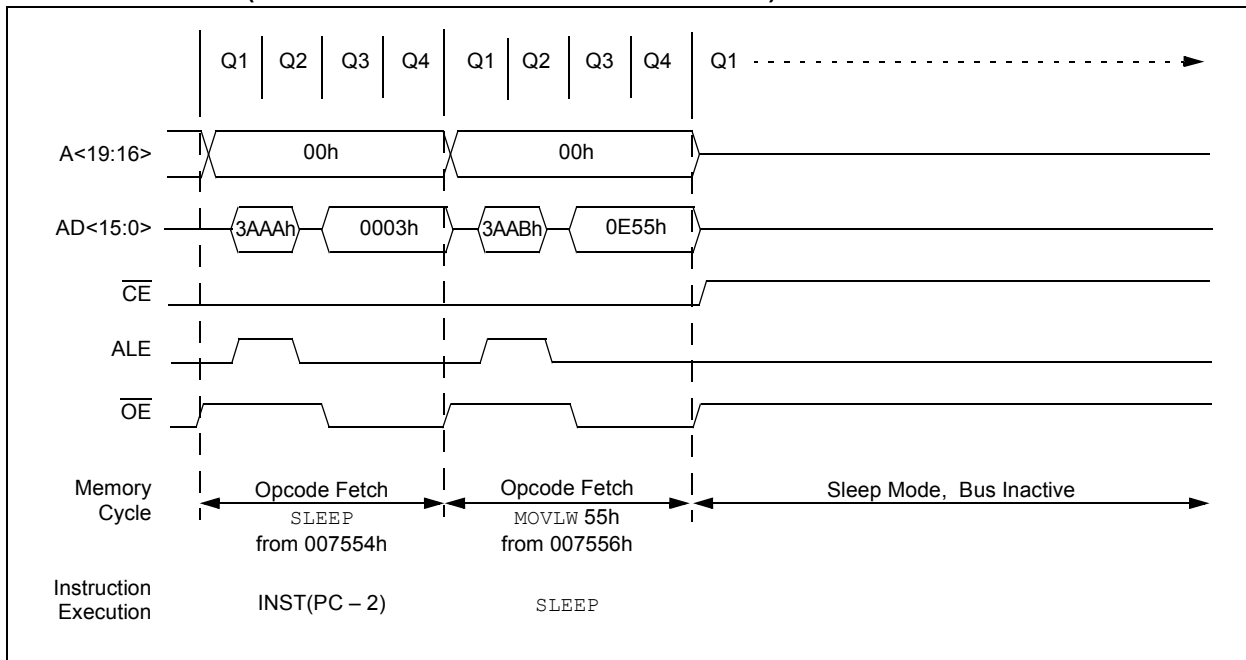 Q1 Q2 Q3 Q4 Q1 Q2 Q3 Q4 Q1
A<19:16> 00h 00h
AD<15:0> 3AAAh 0003h 3AABh 0E55h
CE
ALE
OE
Memory Cycle
Opcode Fetch
SLEEP
from 007554h
Opcode Fetch
MOVLW 55h
from 007556h
Sleep Mode, Bus Inactive
Instruction Execution
INST(PC – 2)
SLEEP